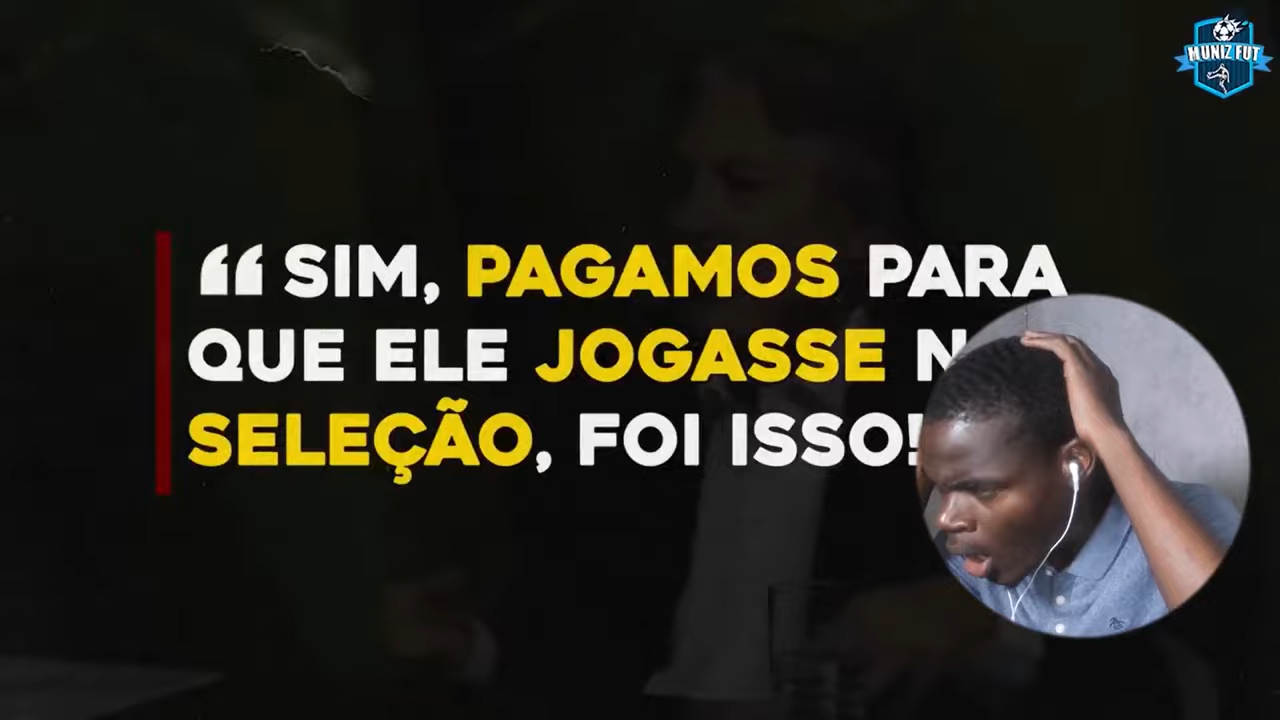 MUNIZ FUT
“ SIM, PAGAMOS PARA
QUE ELE JOGASSE
SELEÇÃO, FOI ISSO!